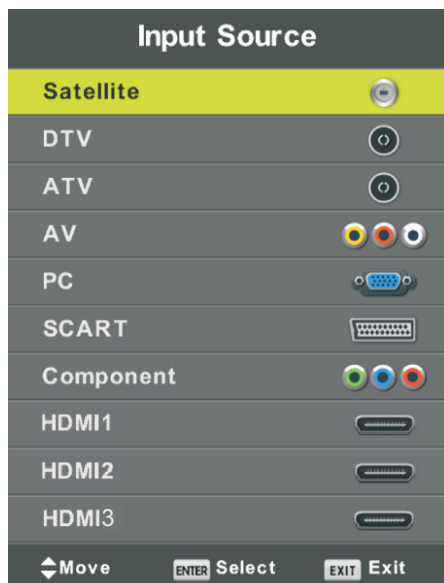 Input Source
Satellite
DTV
ATV
AV
PC
SCART
Component
HDMI1
HDMI2
HDMI3
Move ENTER Select EXIT Exit